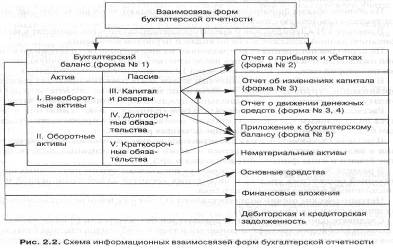 Взаимосвязь форм
бухгалтерской отчетности
Бухгалтерский
баланс (форма № 1)
Актив
Пассив
I. Внеоборот-
ные активы
II. Оборотные
активы
III. Капитал
и резервы
IV. Долгосроч-
ные обяза-
тельства
V. Краткосроч-
ные обяза-
тельства
Отчет о прибылях и убытках
(форма № 2)
Отчет об изменениях капитала
(форма № 3)
Отчет о движении денежных
средств (форма № 3, 4)
Приложение к бухгалтерскому
балансу (форма № 5)
Нематериальные активы
Основные средства
Финансовые вложения
Дебиторская и кредиторская
задолженность
Рис. 2.2. Схема информационных взаимосвязей форм бухгалтерской отчетности